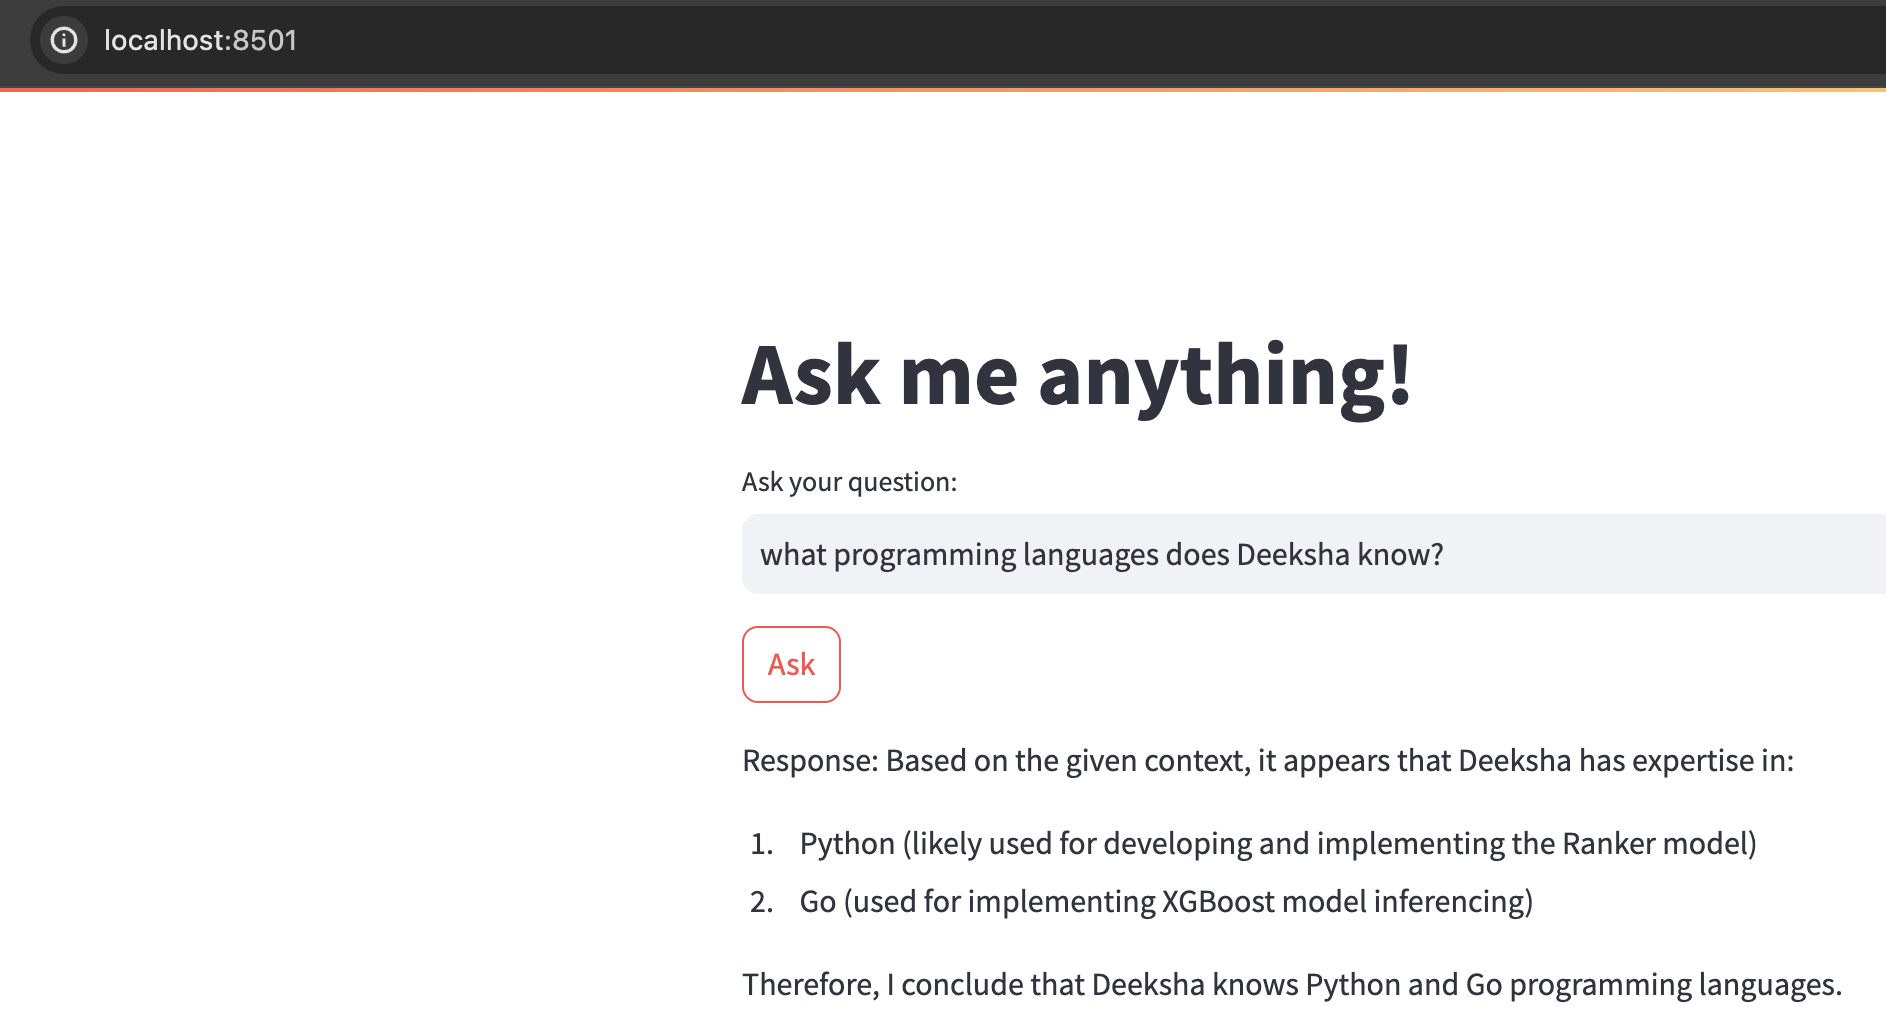 localhost:8501
Ask me anything!
Ask your question:
what programming languages does Deeksha know?
Ask
Response: Based on the given context, it appears that Deeksha has expertise in:
1. Python (likely used for developing and implementing the Ranker model)
2. Go (used for implementing XGBoost model inferencing)
Therefore, I conclude that Deeksha knows Python and Go programming languages.